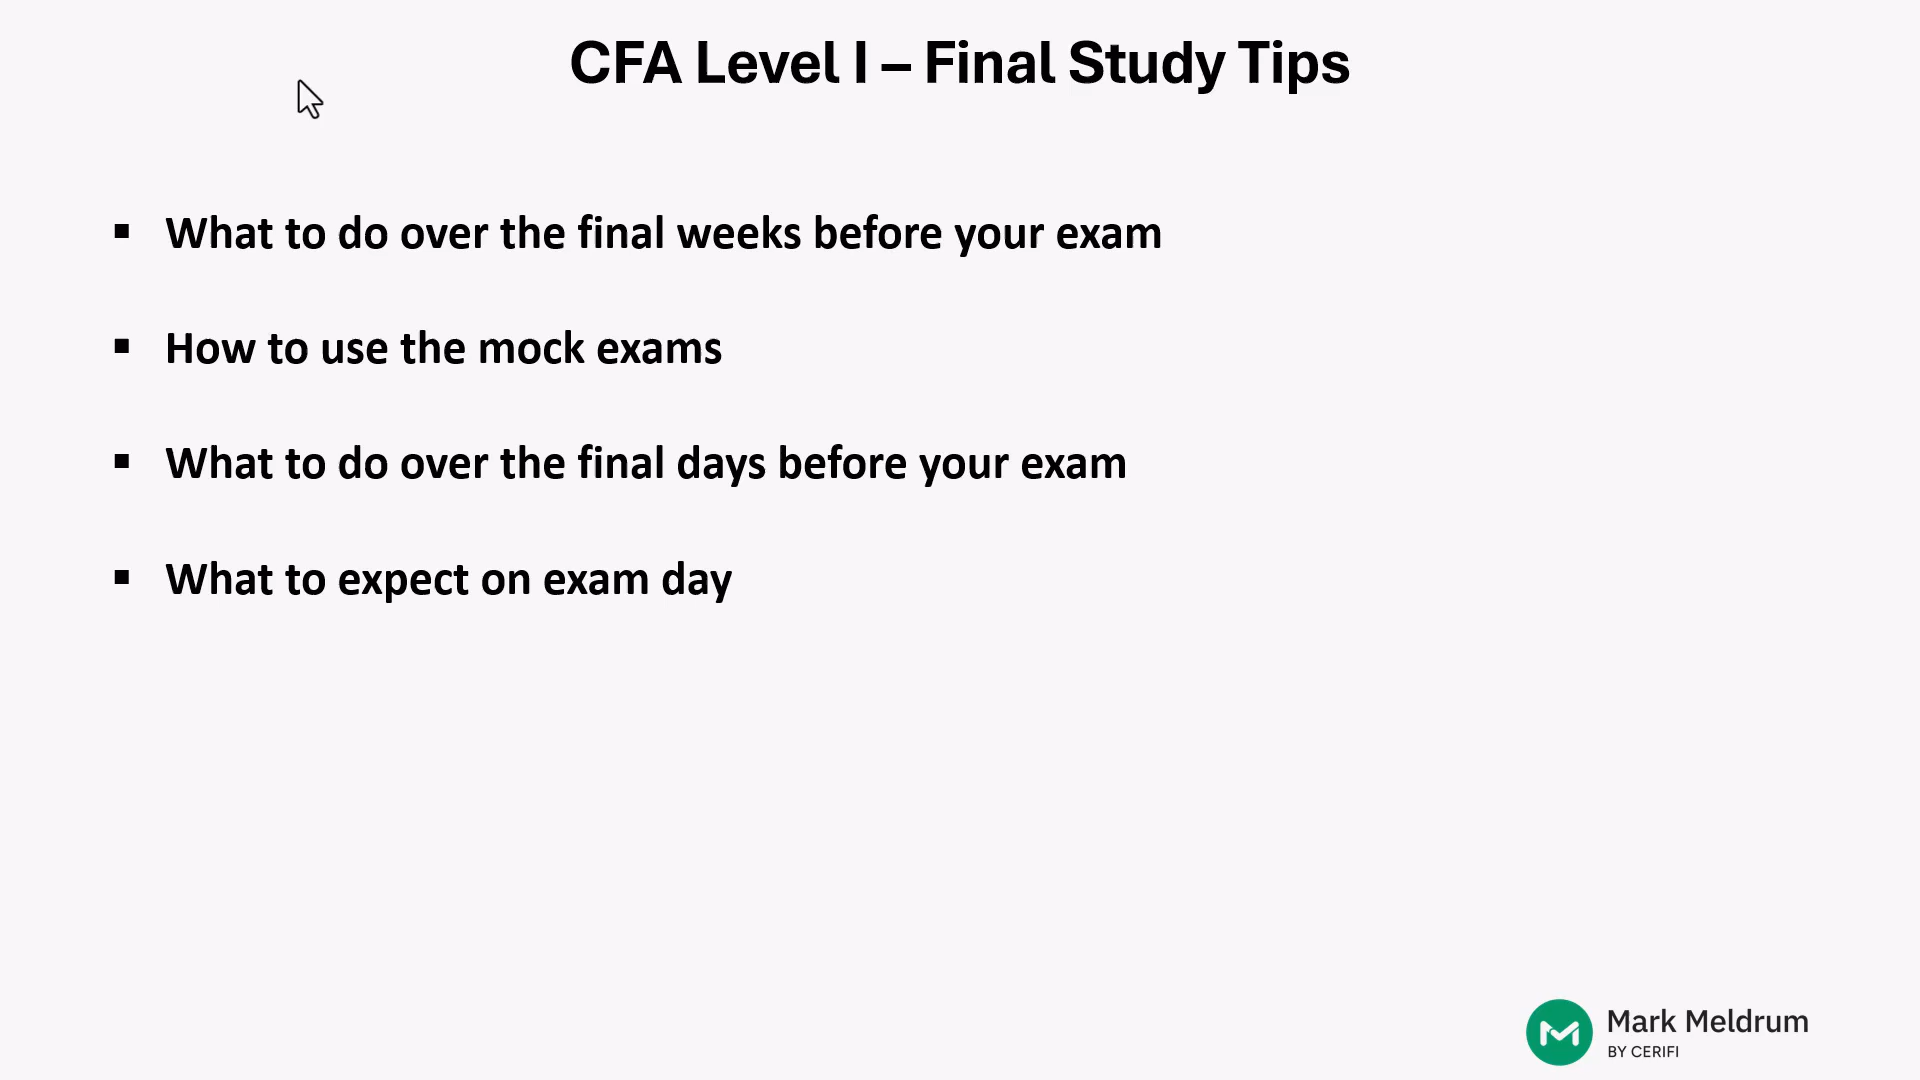 CFA Level I – Final Study Tips
▪ What to do over the final weeks before your exam
▪ How to use the mock exams
▪ What to do over the final days before your exam
▪ What to expect on exam day
Mark Meldrum
BY CERIFI